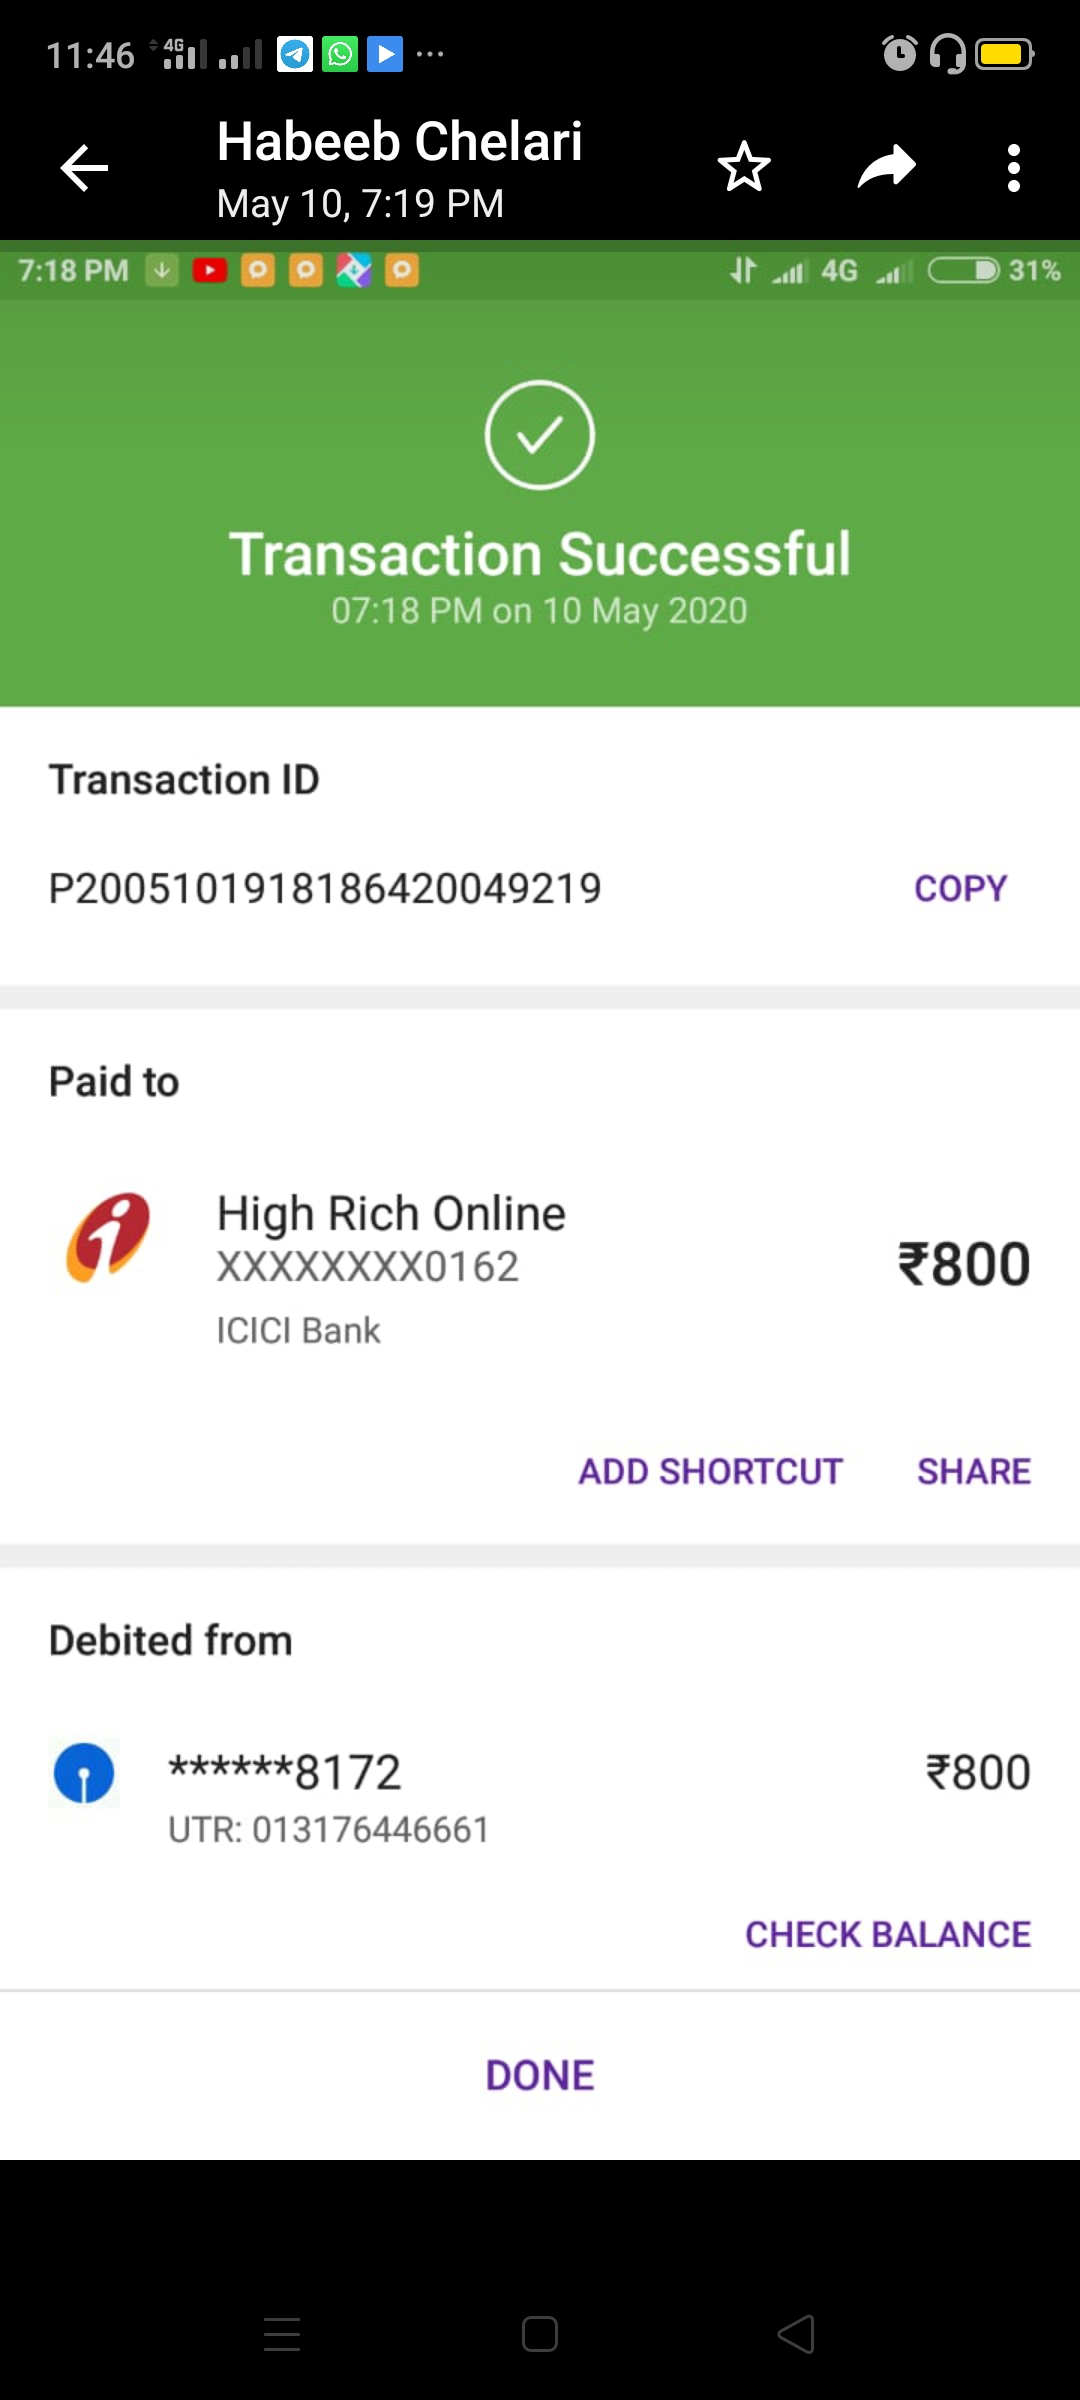 11:46 4G
Habeeb Chelari
May 10, 7:19 PM
7:18 PM 4G 31%
Transaction Successful
07:18 PM on 10 May 2020
Transaction ID
P2005101918186420049219 COPY
Paid to
High Rich Online
XXXXXXXX0162
₹800
ICICI Bank
ADD SHORTCUT SHARE
Debited from
******8172 ₹800
UTR: 013176446661
CHECK BALANCE
DONE